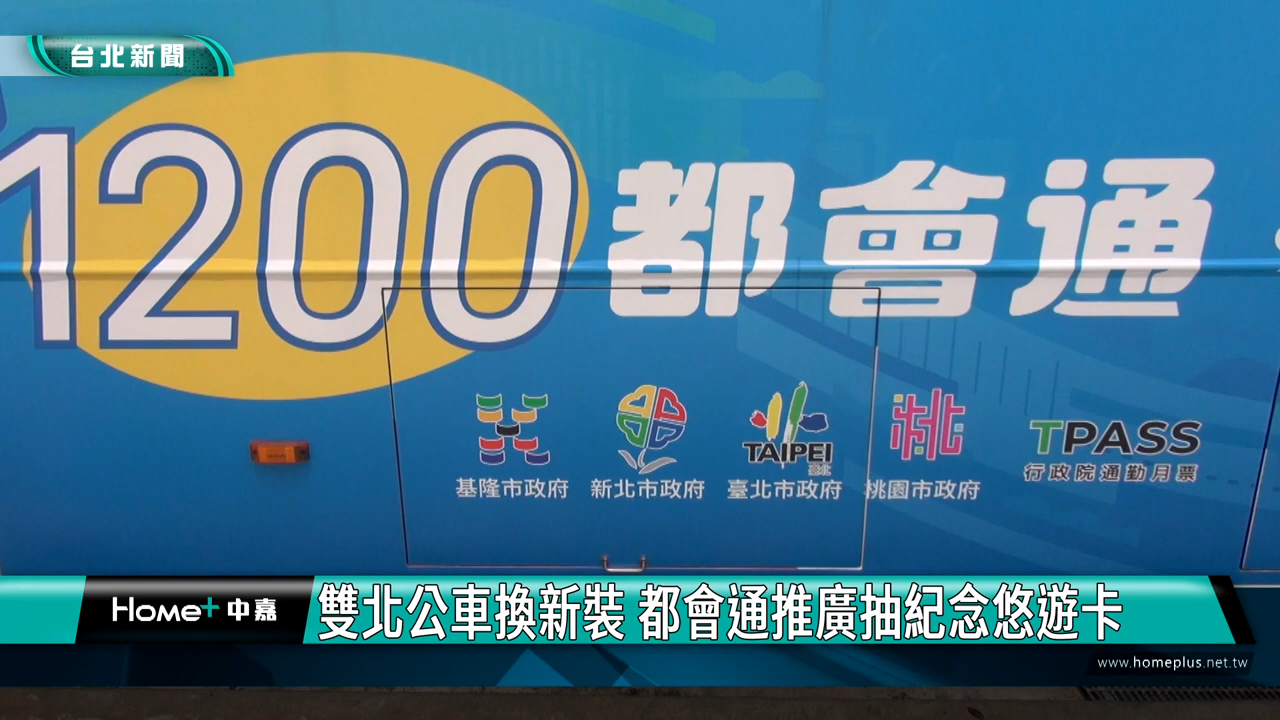 台北新聞
1200都會通
TAIPEI
臺北
基隆市政府 新北市政府 臺北市政府 桃園市政府
TPASS
行政院通勤月票
Home+ 中嘉
雙北公車換新裝 都會通推廣抽紀念悠遊卡
www.homeplus.net.tw